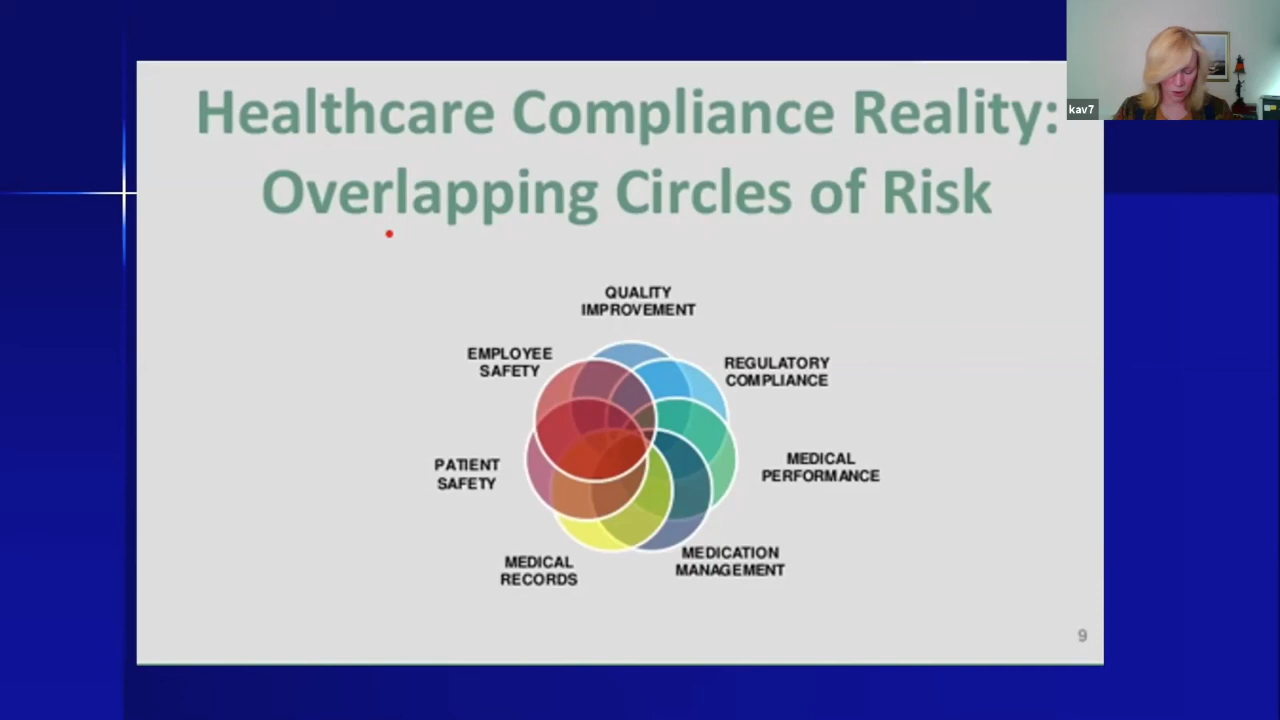 Healthcare Compliance Reality:
Overlapping Circles of Risk
kav7
QUALITY
IMPROVEMENT
EMPLOYEE
SAFETY
REGULATORY
COMPLIANCE
PATIENT
SAFETY
MEDICAL
PERFORMANCE
MEDICAL
RECORDS
MEDICATION
MANAGEMENT
9